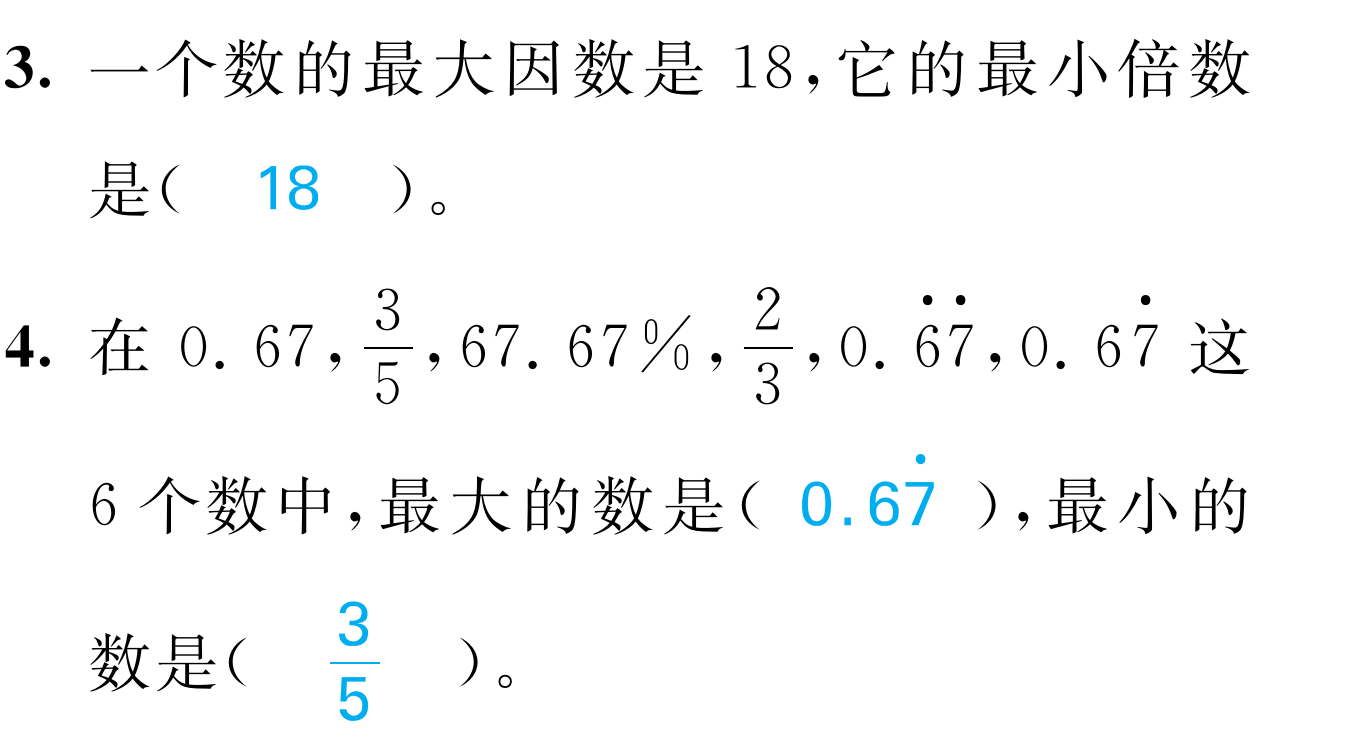 3. 一个数的最大因数是 18,它的最小倍数
是( 18 )。
4. 在 0.67,3/5,67.67%,2/3,0.6̇7̇,0.67̇ 这
6 个数中,最大的数是( 0.67̇ ),最小的
数是( 3/5 )。